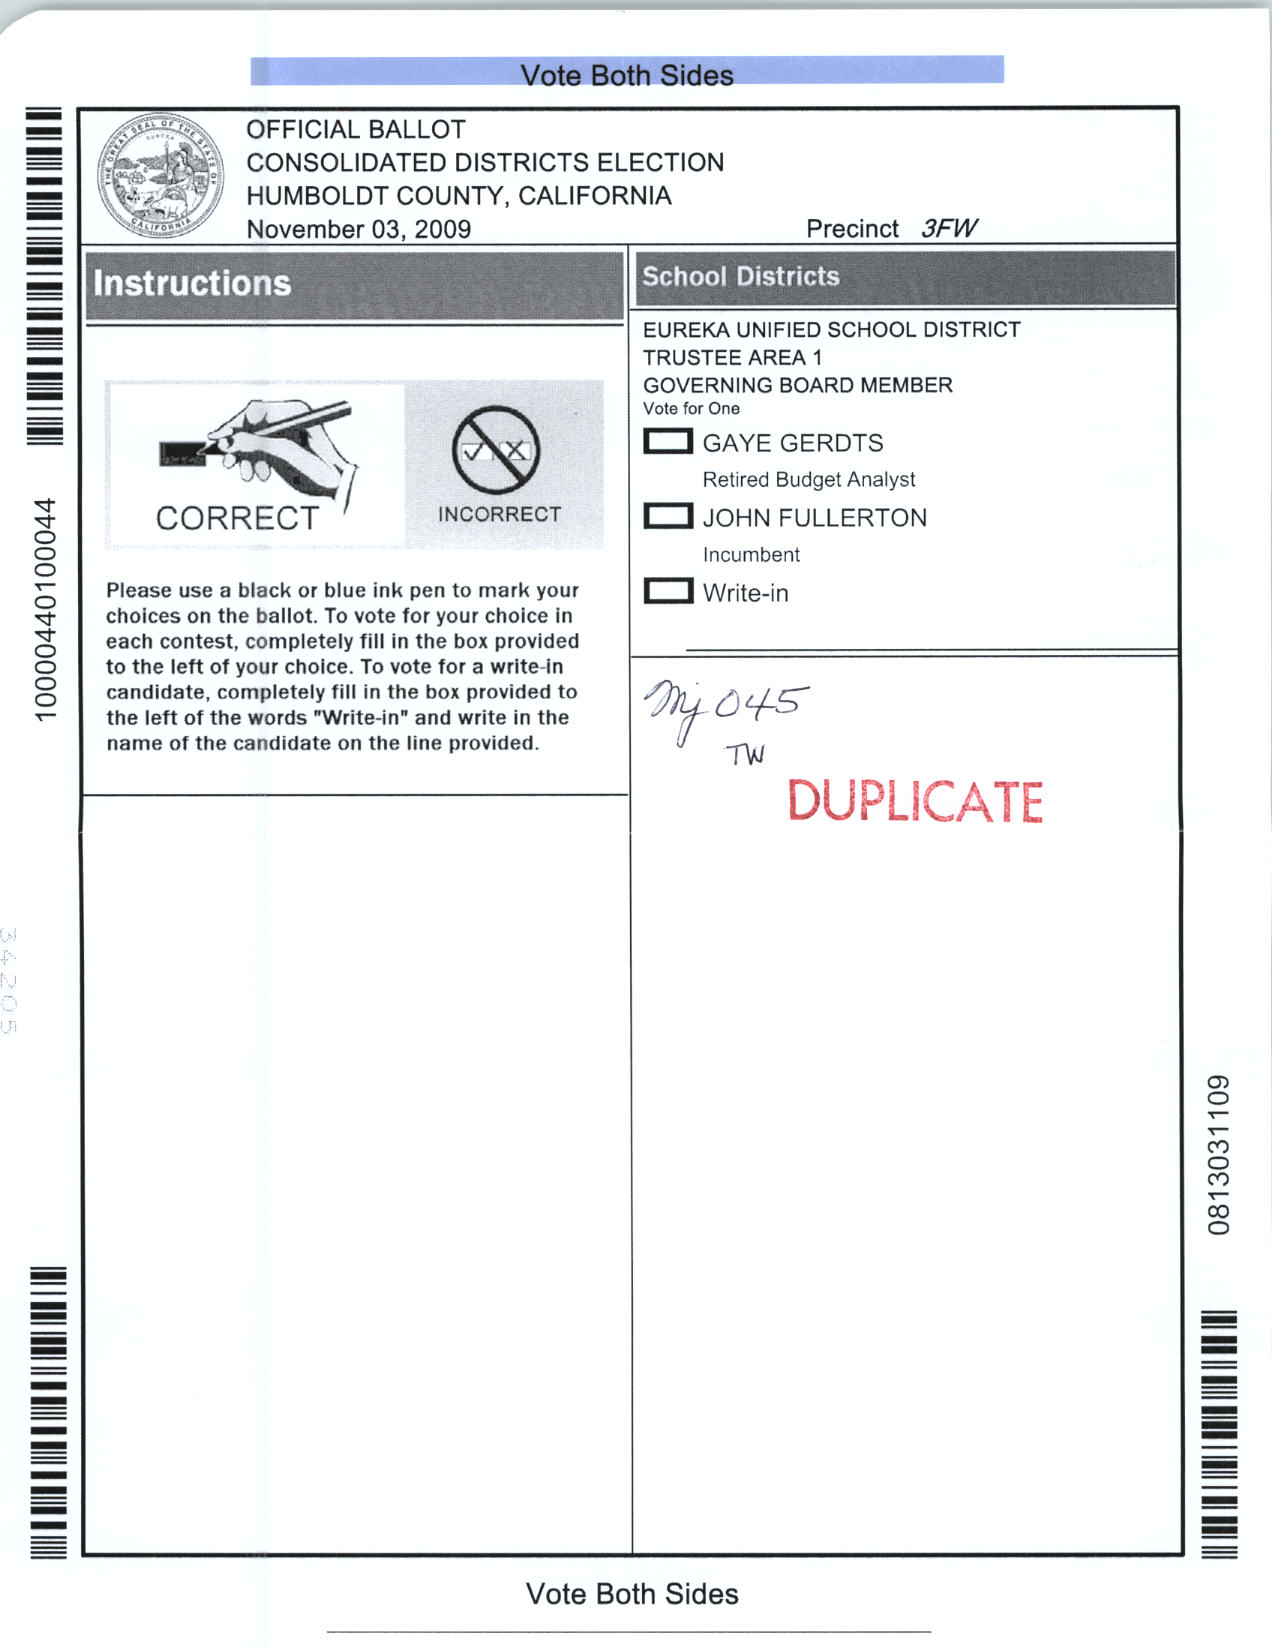 Vote Both Sides
OFFICIAL BALLOT
CONSOLIDATED DISTRICTS ELECTION
HUMBOLDT COUNTY, CALIFORNIA
November 03, 2009
Precinct 3FW
THE GREAT SEAL OF THE STATE OF CALIFORNIA
EUREKA
Instructions
CORRECT
INCORRECT
Please use a black or blue ink pen to mark your
choices on the ballot. To vote for your choice in
each contest, completely fill in the box provided
to the left of your choice. To vote for a write-in
candidate, completely fill in the box provided to
the left of the words "Write-in" and write in the
name of the candidate on the line provided.
School Districts
EUREKA UNIFIED SCHOOL DISTRICT
TRUSTEE AREA 1
GOVERNING BOARD MEMBER
Vote for One
GAYE GERDTS
Retired Budget Analyst
JOHN FULLERTON
Incumbent
Write-in
Mj 045
TW
DUPLICATE
10000440100044
34205
0813031109
Vote Both Sides